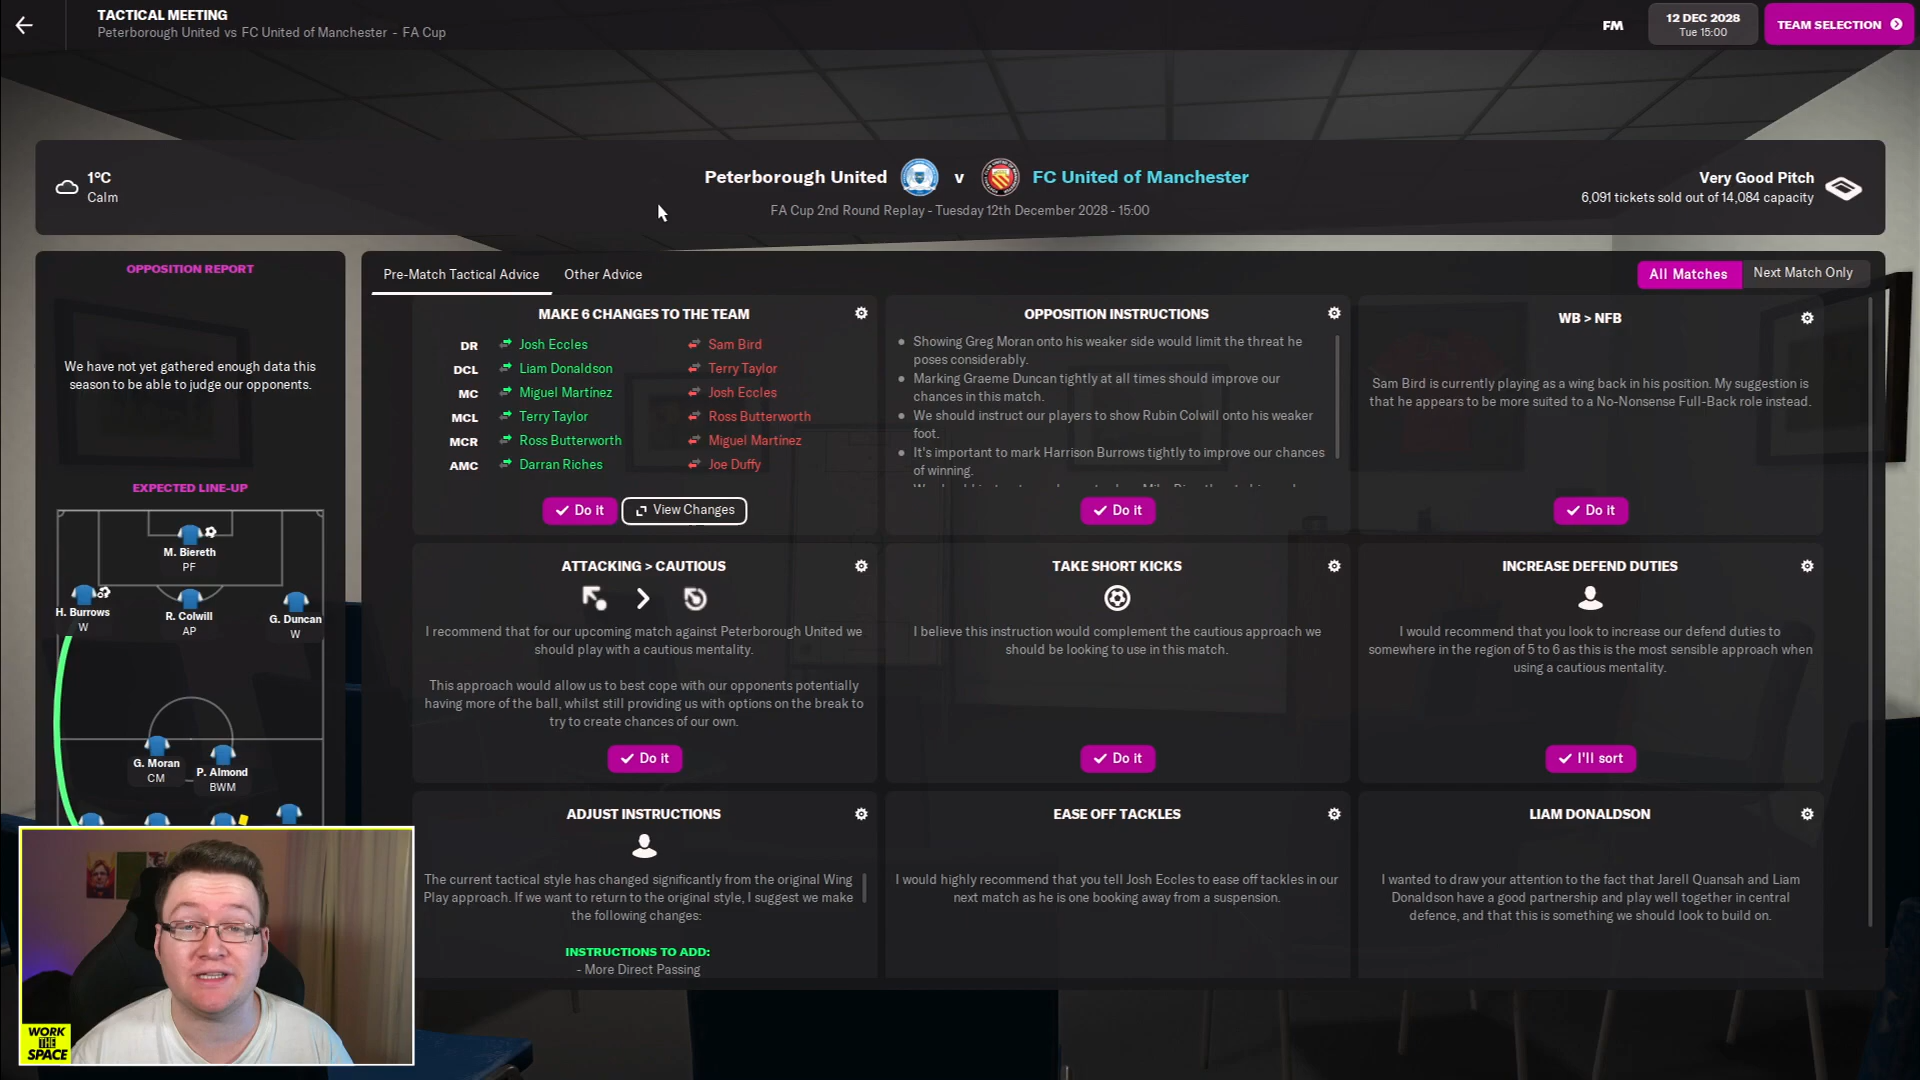 TACTICAL MEETING
Peterborough United vs FC United of Manchester - FA Cup
FM
12 DEC 2028
Tue 15:00
TEAM SELECTION
1°C
Calm
Peterborough United v FC United of Manchester
FA Cup 2nd Round Replay - Tuesday 12th December 2028 - 15:00
Very Good Pitch
6,091 tickets sold out of 14,084 capacity
OPPOSITION REPORT
We have not yet gathered enough data this
season to be able to judge our opponents.
EXPECTED LINE-UP
M. Biereth
PF
H. Burrows
W
R. Colwill
AP
G. Duncan
W
G. Moran
CM
P. Almond
BWM
Pre-Match Tactical Advice
Other Advice
All Matches
Next Match Only
MAKE 6 CHANGES TO THE TEAM
DR Josh Eccles Sam Bird
DCL Liam Donaldson Terry Taylor
MC Miguel Martínez Josh Eccles
MCL Terry Taylor Ross Butterworth
MCR Ross Butterworth Miguel Martínez
AMC Darran Riches Joe Duffy
Do it
View Changes
OPPOSITION INSTRUCTIONS
Showing Greg Moran onto his weaker side would limit the threat he
poses considerably.
Marking Graeme Duncan tightly at all times should improve our
chances in this match.
We should instruct our players to show Rubin Colwill onto his weaker
foot.
It's important to mark Harrison Burrows tightly to improve our chances
of winning.
Do it
WB > NFB
Sam Bird is currently playing as a wing back in his position. My suggestion is
that he appears to be more suited to a No-Nonsense Full-Back role instead.
Do it
ATTACKING > CAUTIOUS
I recommend that for our upcoming match against Peterborough United we
should play with a cautious mentality.
This approach would allow us to best cope with our opponents potentially
having more of the ball, whilst still providing us with options on the break to
try to create chances of our own.
Do it
TAKE SHORT KICKS
I believe this instruction would complement the cautious approach we
should be looking to use in this match.
Do it
INCREASE DEFEND DUTIES
I would recommend that you look to increase our defend duties to
somewhere in the region of 5 to 6 as this is the most sensible approach when
using a cautious mentality.
I'll sort
ADJUST INSTRUCTIONS
The current tactical style has changed significantly from the original Wing
Play approach. If we want to return to the original style, I suggest we make
the following changes:
INSTRUCTIONS TO ADD:
- More Direct Passing
EASE OFF TACKLES
I would highly recommend that you tell Josh Eccles to ease off tackles in our
next match as he is one booking away from a suspension.
LIAM DONALDSON
I wanted to draw your attention to the fact that Jarell Quansah and Liam
Donaldson have a good partnership and play well together in central
defence, and that this is something we should look to build on.
WORK
THE
SPACE